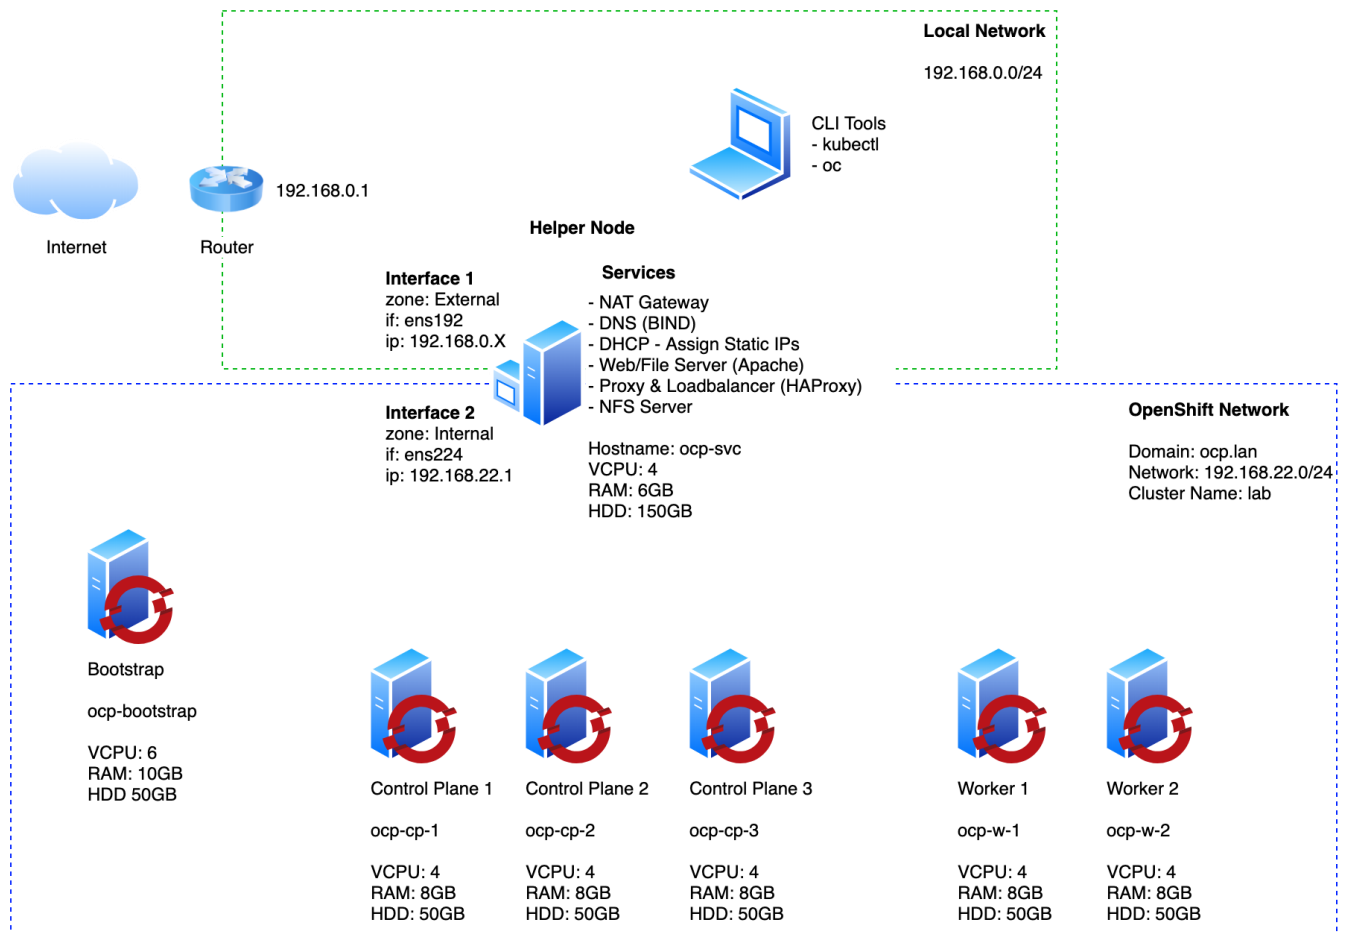 Local Network
192.168.0.0/24
CLI Tools
- kubectl
- oc
192.168.0.1
Internet
Router
Helper Node
Interface 1
zone: External
if: ens192
ip: 192.168.0.X
Services
- NAT Gateway
- DNS (BIND)
- DHCP - Assign Static IPs
- Web/File Server (Apache)
- Proxy & Loadbalancer (HAProxy)
- NFS Server
Interface 2
zone: Internal
if: ens224
ip: 192.168.22.1
Hostname: ocp-svc
VCPU: 4
RAM: 6GB
HDD: 150GB
OpenShift Network
Domain: ocp.lan
Network: 192.168.22.0/24
Cluster Name: lab
Bootstrap
ocp-bootstrap
VCPU: 6
RAM: 10GB
HDD 50GB
Control Plane 1
ocp-cp-1
VCPU: 4
RAM: 8GB
HDD: 50GB
Control Plane 2
ocp-cp-2
VCPU: 4
RAM: 8GB
HDD: 50GB
Control Plane 3
ocp-cp-3
VCPU: 4
RAM: 8GB
HDD: 50GB
Worker 1
ocp-w-1
VCPU: 4
RAM: 8GB
HDD: 50GB
Worker 2
ocp-w-2
VCPU: 4
RAM: 8GB
HDD: 50GB